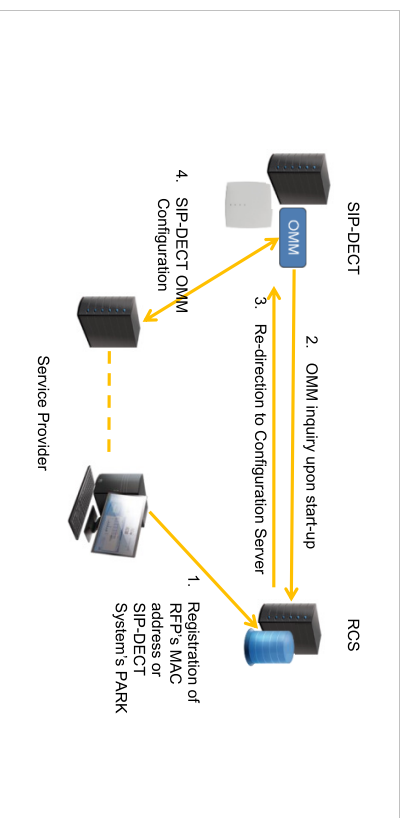 SIP-DECT
RCS
OMM
2. OMM inquiry upon start-up
3. Re-direction to Configuration Server
4. SIP-DECT OMM
Configuration
1. Registration of
RFP's MAC
address or
SIP-DECT
System's PARK
Service Provider